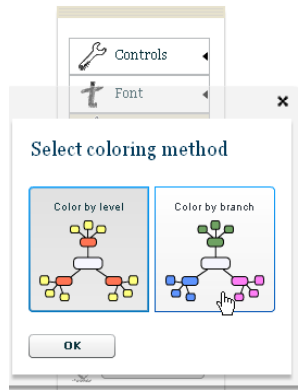 Controls
Font
Select coloring method
Color by level
Color by branch
OK